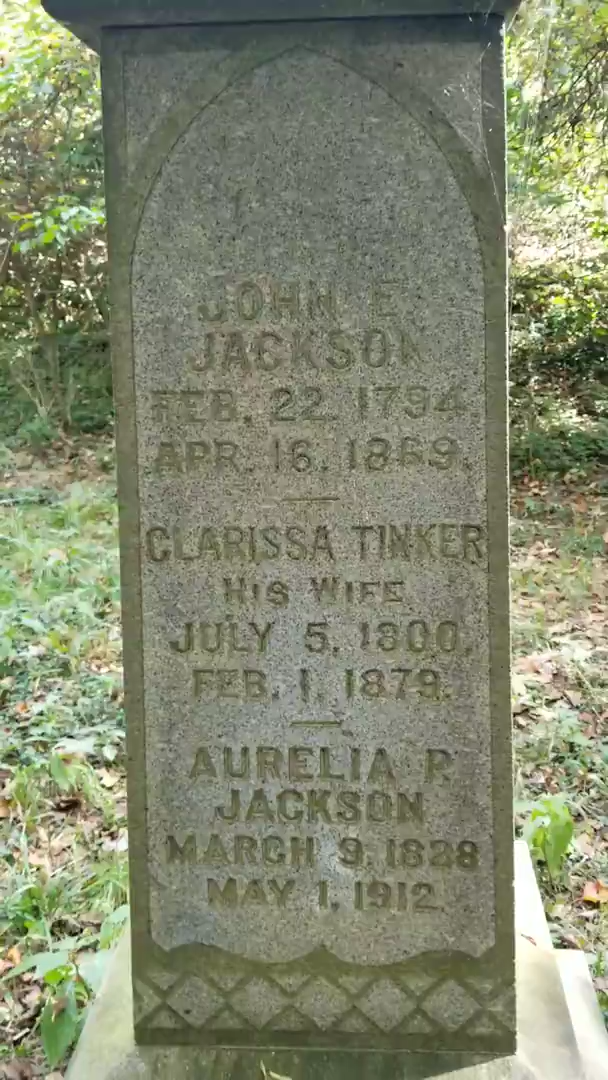 JOHN E.
JACKSON
FEB. 22. 1794.
APR. 16. 1869.
CLARISSA TINKER
HIS WIFE
JULY 5. 1800.
FEB. 1. 1879.
AURELIA P.
JACKSON
MARCH 9. 1828
MAY 1. 1912.